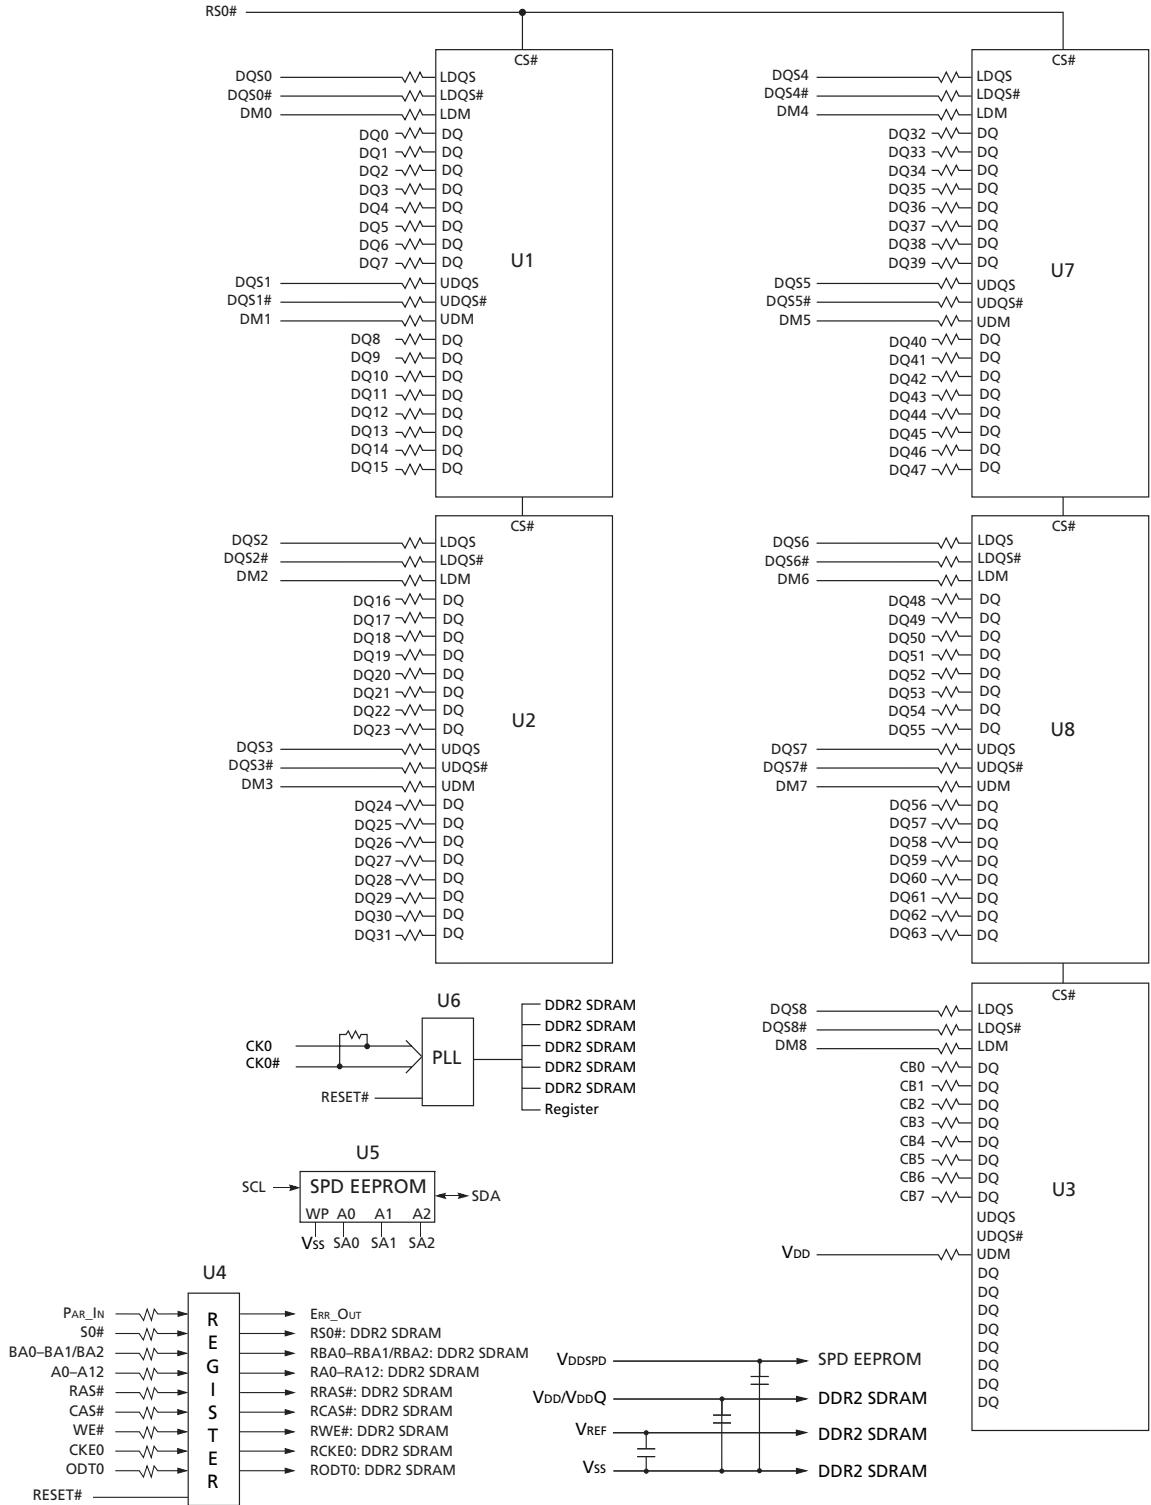 RS0#
CS#
DQS0 LDQS
DQS0# LDQS#
DM0 LDM
DQ0 DQ
DQ1 DQ
DQ2 DQ
DQ3 DQ
DQ4 DQ
DQ5 DQ
DQ6 DQ
DQ7 DQ
U1
DQS1 UDQS
DQS1# UDQS#
DM1 UDM
DQ8 DQ
DQ9 DQ
DQ10 DQ
DQ11 DQ
DQ12 DQ
DQ13 DQ
DQ14 DQ
DQ15 DQ
CS#
DQS2 LDQS
DQS2# LDQS#
DM2 LDM
DQ16 DQ
DQ17 DQ
DQ18 DQ
DQ19 DQ
DQ20 DQ
DQ21 DQ
DQ22 DQ
DQ23 DQ
U2
DQS3 UDQS
DQS3# UDQS#
DM3 UDM
DQ24 DQ
DQ25 DQ
DQ26 DQ
DQ27 DQ
DQ28 DQ
DQ29 DQ
DQ30 DQ
DQ31 DQ
CS#
DQS4 LDQS
DQS4# LDQS#
DM4 LDM
DQ32 DQ
DQ33 DQ
DQ34 DQ
DQ35 DQ
DQ36 DQ
DQ37 DQ
DQ38 DQ
DQ39 DQ
U7
DQS5 UDQS
DQS5# UDQS#
DM5 UDM
DQ40 DQ
DQ41 DQ
DQ42 DQ
DQ43 DQ
DQ44 DQ
DQ45 DQ
DQ46 DQ
DQ47 DQ
CS#
DQS6 LDQS
DQS6# LDQS#
DM6 LDM
DQ48 DQ
DQ49 DQ
DQ50 DQ
DQ51 DQ
DQ52 DQ
DQ53 DQ
DQ54 DQ
DQ55 DQ
U8
DQS7 UDQS
DQS7# UDQS#
DM7 UDM
DQ56 DQ
DQ57 DQ
DQ58 DQ
DQ59 DQ
DQ60 DQ
DQ61 DQ
DQ62 DQ
DQ63 DQ
CS#
DQS8 LDQS
DQS8# LDQS#
DM8 LDM
CB0 DQ
CB1 DQ
CB2 DQ
CB3 DQ
CB4 DQ
CB5 DQ
CB6 DQ
CB7 DQ
U3
UDQS
UDQS#
VDD UDM
DQ
DQ
DQ
DQ
DQ
DQ
DQ
DQ
U6
CK0
CK0#
PLL
RESET#
DDR2 SDRAM
DDR2 SDRAM
DDR2 SDRAM
DDR2 SDRAM
DDR2 SDRAM
Register
U5
SCL SPD EEPROM SDA
WP A0 A1 A2
VSS SA0 SA1 SA2
U4
REGISTER
PAR_IN ERR_OUT
S0# RS0#: DDR2 SDRAM
BA0–BA1/BA2 RBA0–RBA1/RBA2: DDR2 SDRAM
A0–A12 RA0–RA12: DDR2 SDRAM
RAS# RRAS#: DDR2 SDRAM
CAS# RCAS#: DDR2 SDRAM
WE# RWE#: DDR2 SDRAM
CKE0 RCKE0: DDR2 SDRAM
ODT0 RODT0: DDR2 SDRAM
RESET#
VDDSPD SPD EEPROM
VDD/VDDQ DDR2 SDRAM
VREF DDR2 SDRAM
VSS DDR2 SDRAM